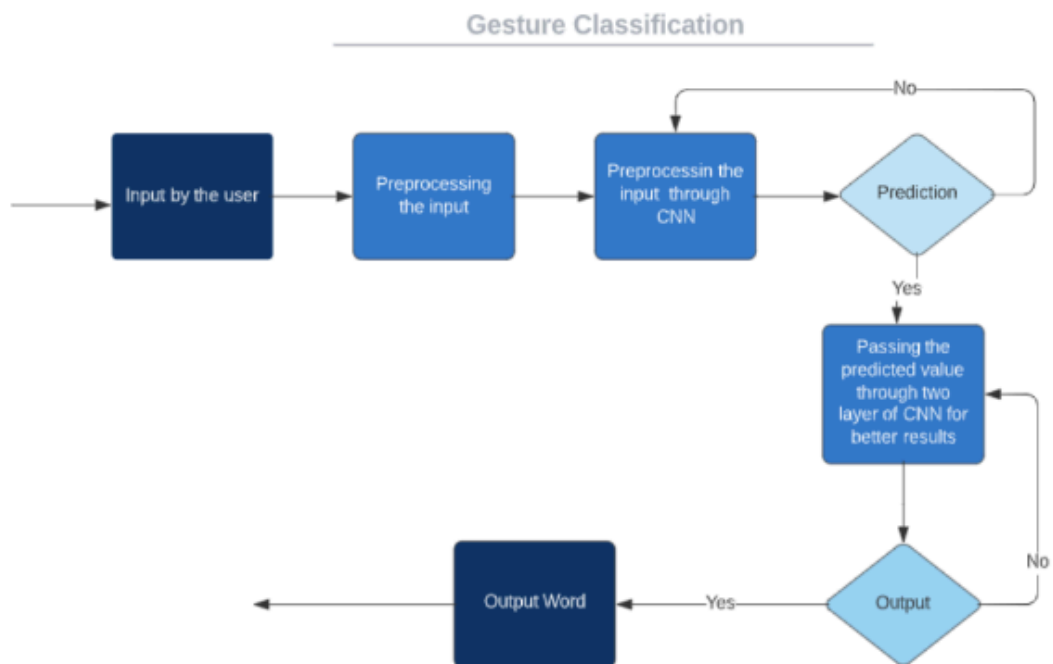 Gesture Classification
No
Input by the user
Preprocessing
the input
Preprocessin the
input through
CNN
Prediction
Yes
Passing the
predicted value
through two
layer of CNN for
better results
No
Output
Yes
Output Word